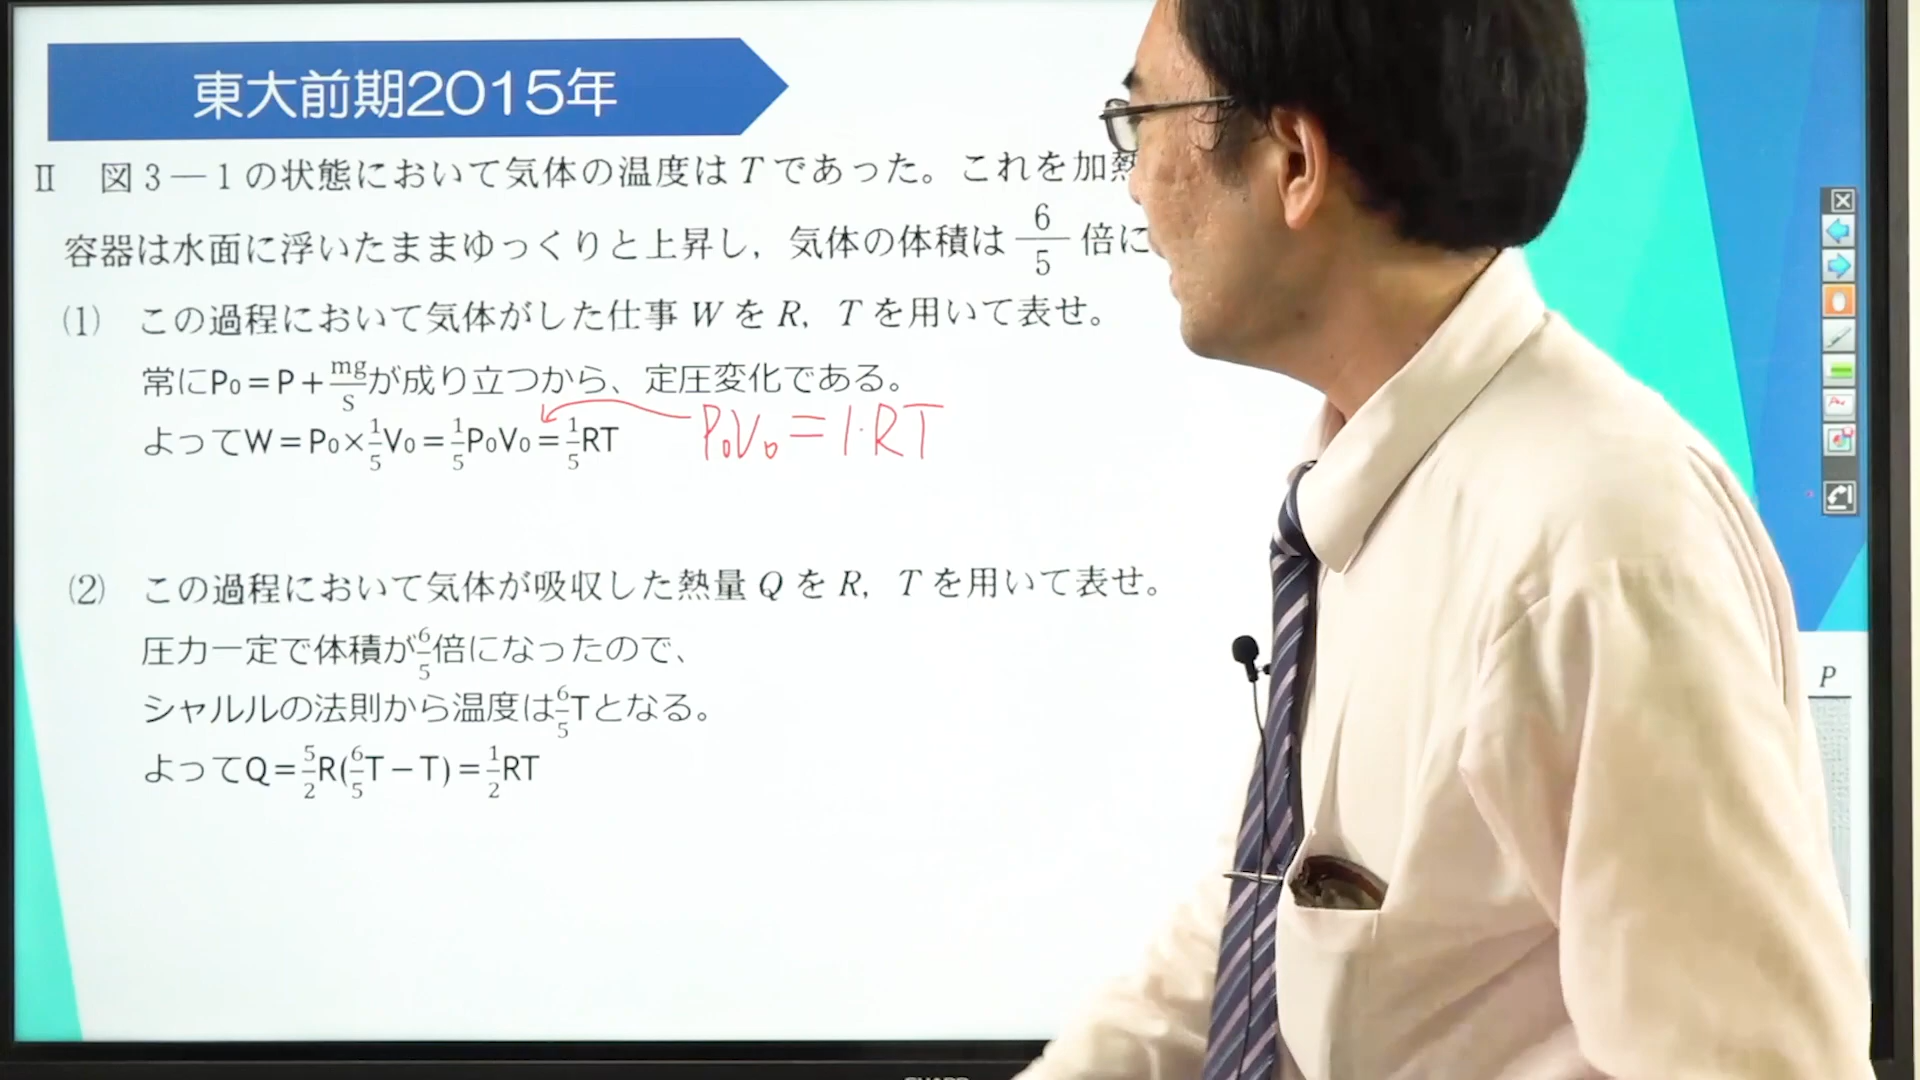 東大前期2015年
II 図3―1の状態において気体の温度はTであった。これを加熱
容器は水面に浮いたままゆっくりと上昇し，気体の体積は6/5倍に
(1) この過程において気体がした仕事WをR，Tを用いて表せ。
常にP₀=P+mg/Sが成り立つから、定圧変化である。
よってW=P₀×1/5V₀=1/5P₀V₀=1/5RT P₀V₀=1·RT
(2) この過程において気体が吸収した熱量QをR，Tを用いて表せ。
圧力一定で体積が6/5倍になったので、
シャルルの法則から温度は6/5Tとなる。
よってQ=5/2R(6/5T−T)=1/2RT
P